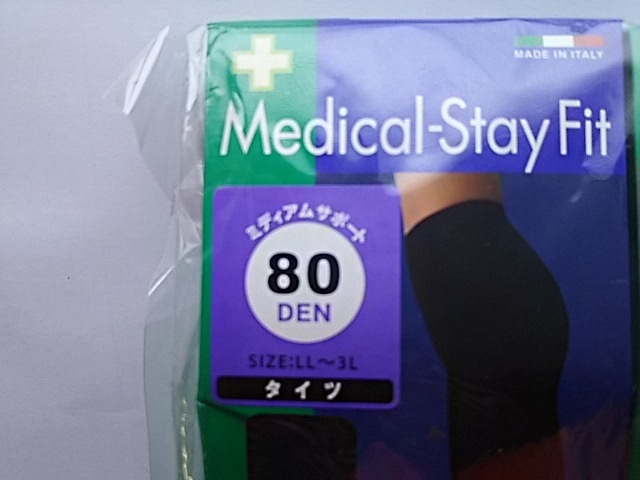 MADE IN ITALY
Medical-Stay Fit
ミディアムサポート
80
DEN
SIZE:LL～3L
タイツ